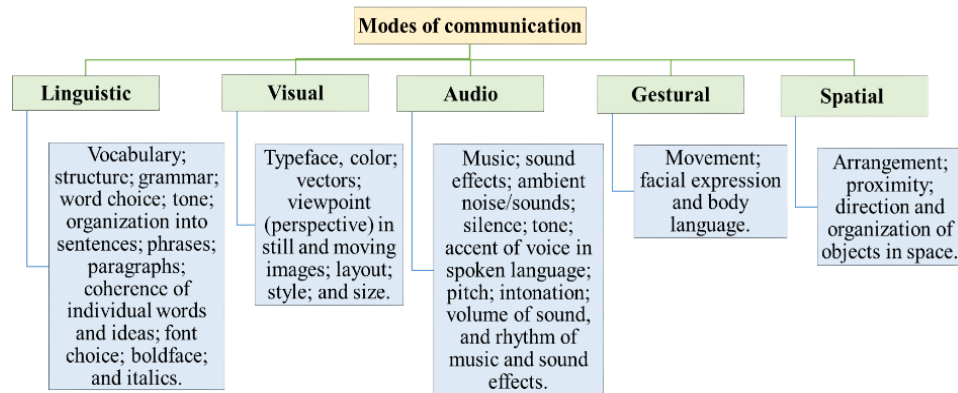 Modes of communication
Linguistic
Visual
Audio
Gestural
Spatial
Vocabulary;
structure; grammar;
word choice; tone;
organization into
sentences; phrases;
paragraphs;
coherence of
individual words
and ideas; font
choice; boldface;
and italics.
Typeface, color;
vectors;
viewpoint
(perspective) in
still and moving
images; layout;
style; and size.
Music; sound
effects; ambient
noise/sounds;
silence; tone;
accent of voice in
spoken language;
pitch; intonation;
volume of sound,
and rhythm of
music and sound
effects.
Movement;
facial expression
and body
language.
Arrangement;
proximity;
direction and
organization of
objects in space.